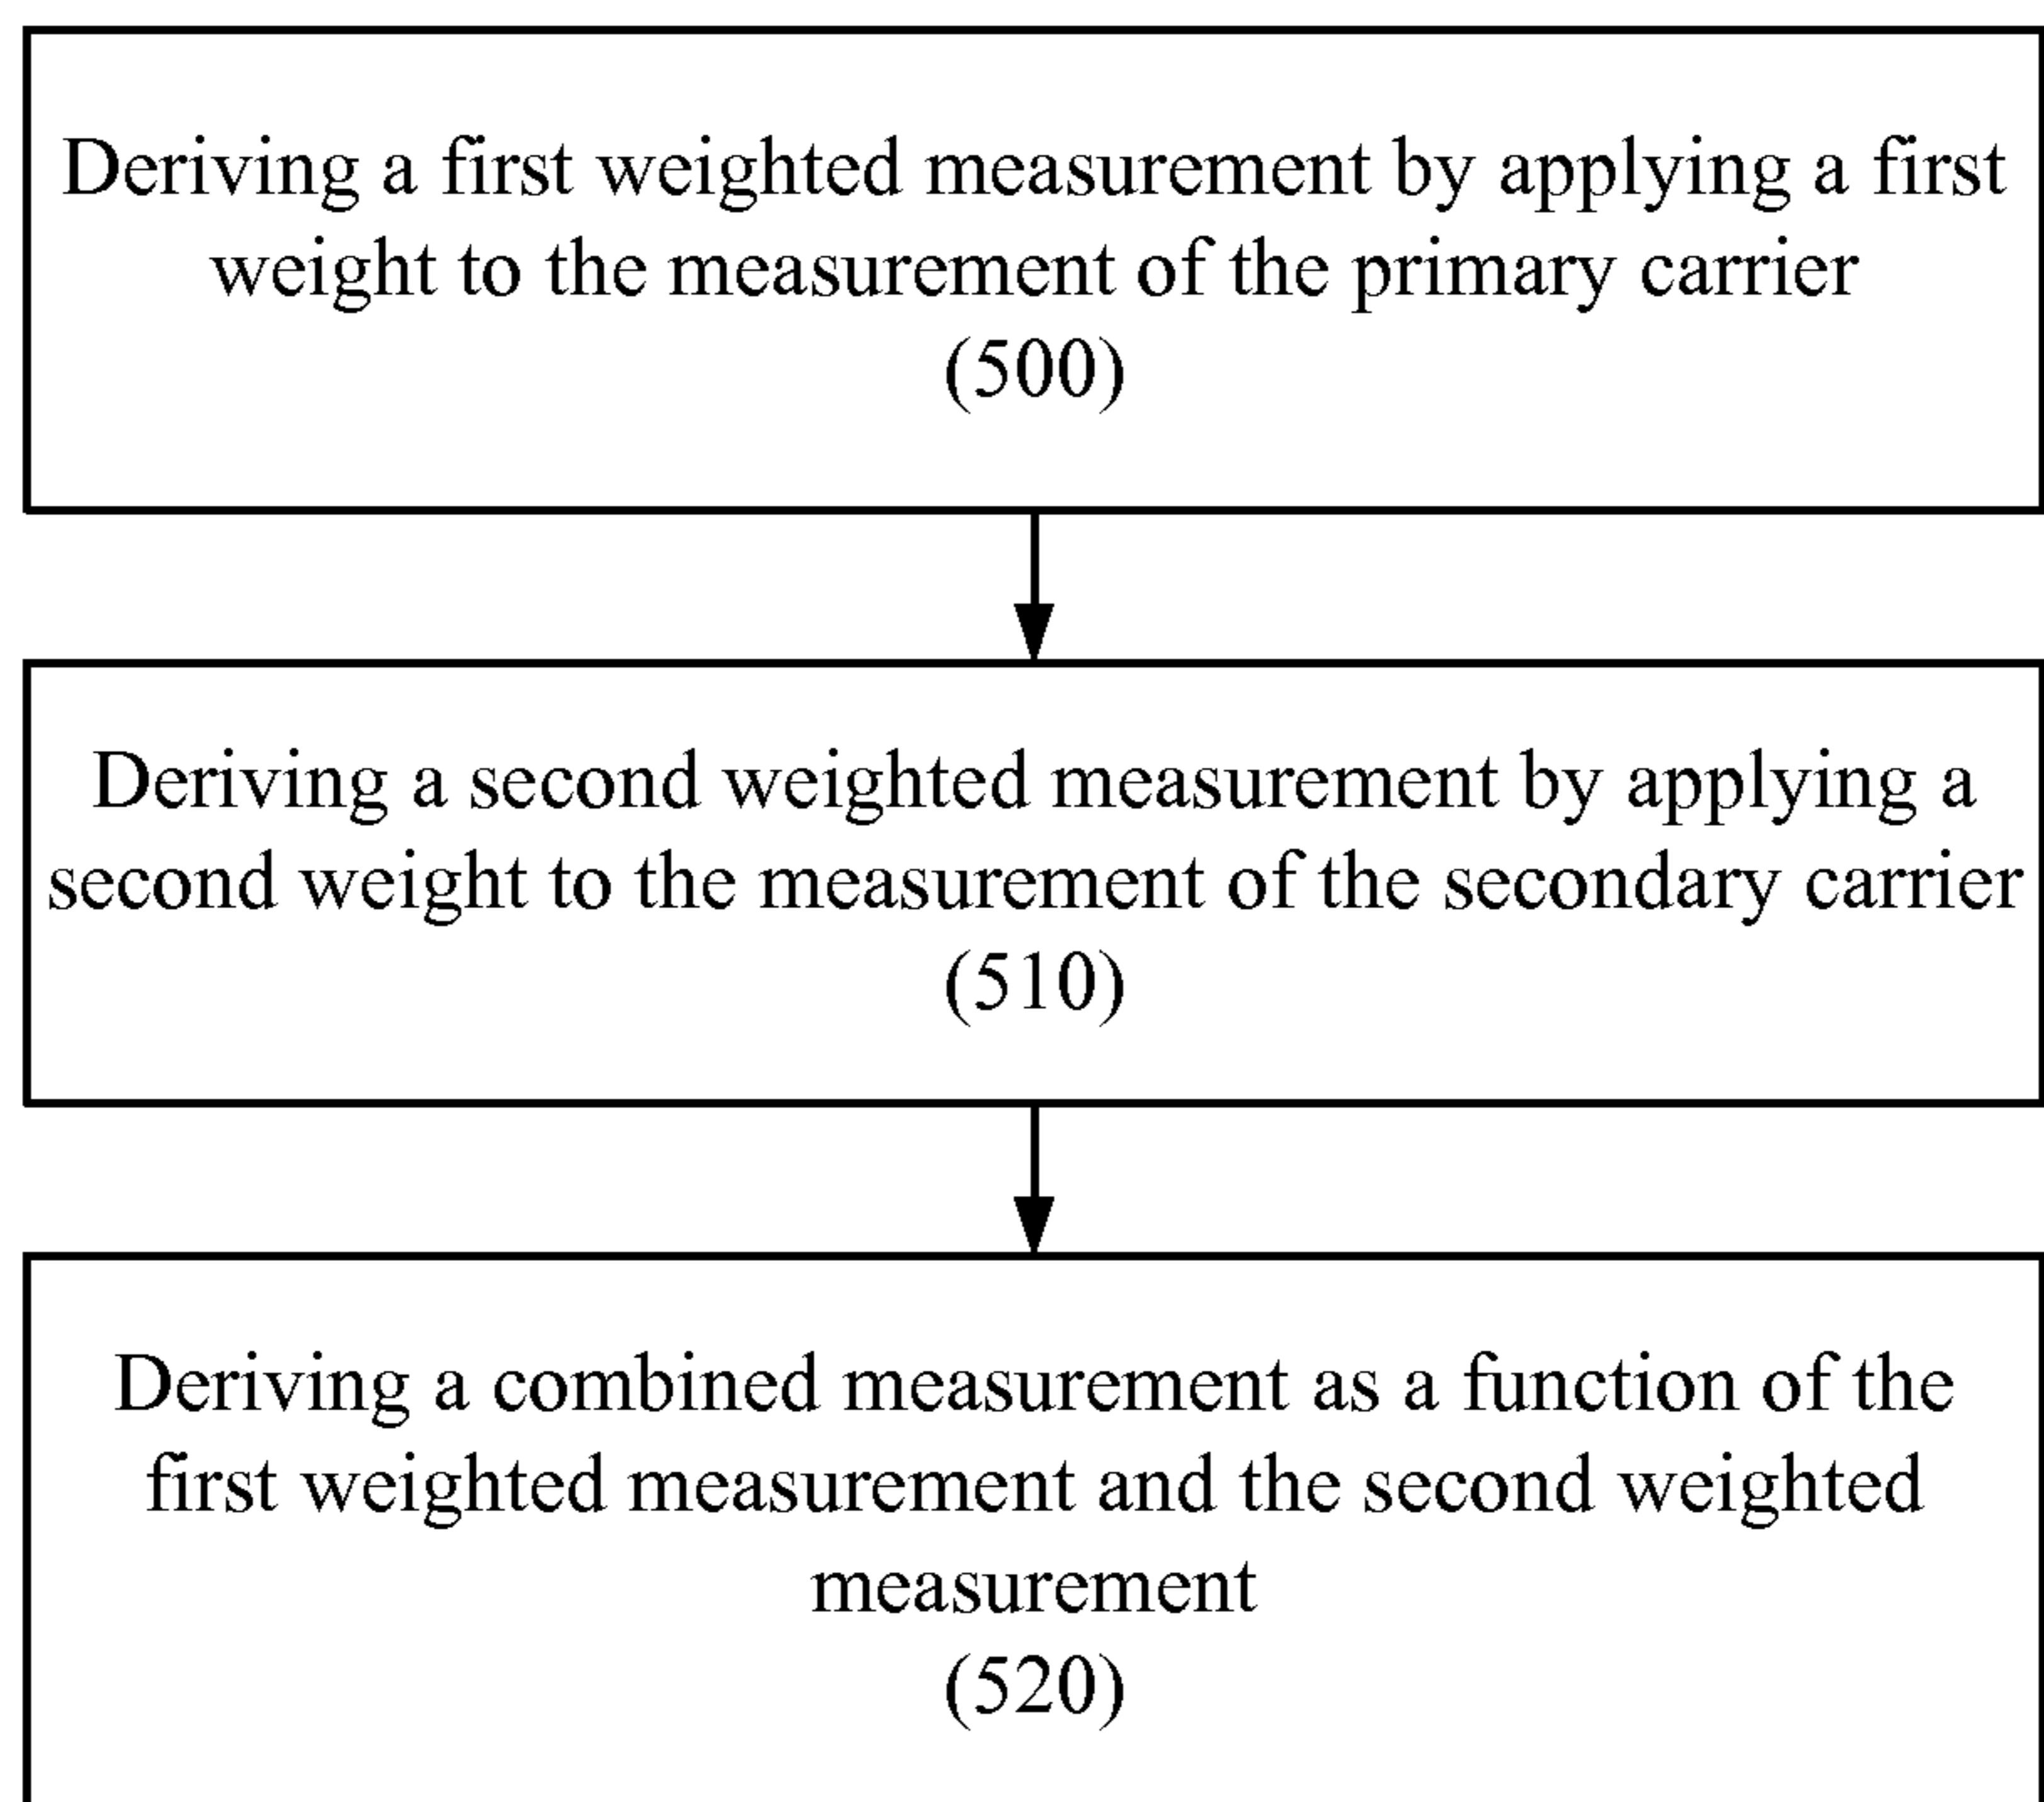 Deriving a first weighted measurement by applying a first
weight to the measurement of the primary carrier
(500)
Deriving a second weighted measurement by applying a
second weight to the measurement of the secondary carrier
(510)
Deriving a combined measurement as a function of the
first weighted measurement and the second weighted
measurement
(520)